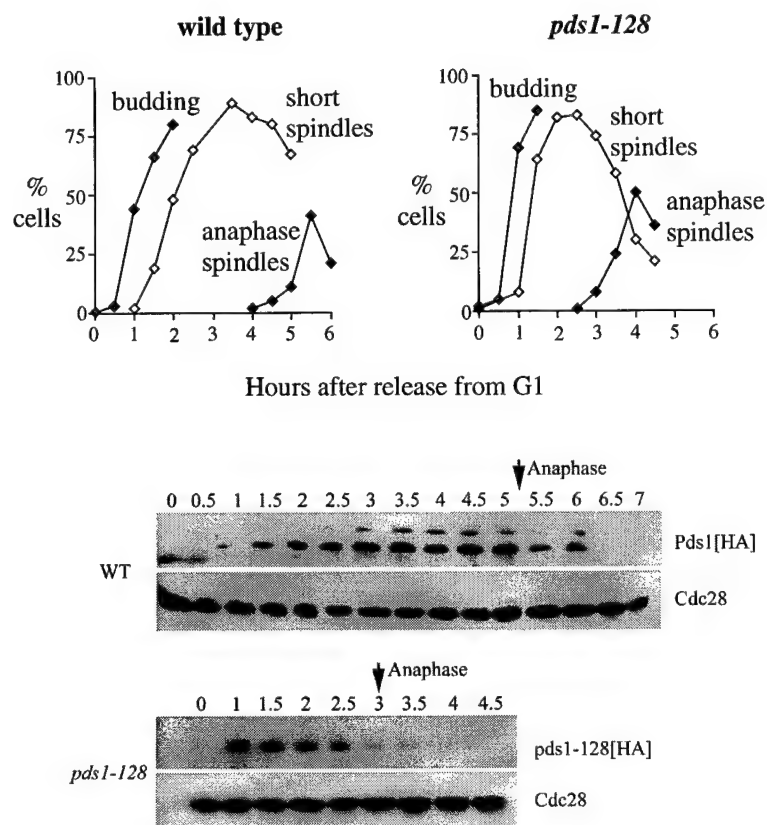 wild type
pds1-128
100
75
50
25
0
% cells
budding
short spindles
anaphase spindles
0 1 2 3 4 5 6
100
75
50
25
0
% cells
budding
short spindles
anaphase spindles
0 1 2 3 4 5 6
Hours after release from G1
Anaphase
0 0.5 1 1.5 2 2.5 3 3.5 4 4.5 5 5.5 6 6.5 7
WT
Pds1[HA]
Cdc28
Anaphase
0 1 1.5 2 2.5 3 3.5 4 4.5
pds1-128
pds1-128[HA]
Cdc28